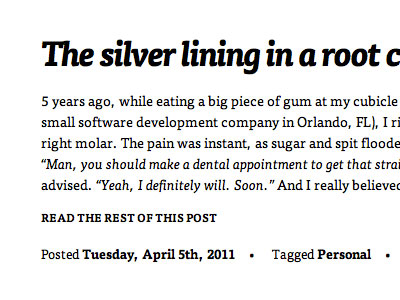 The silver lining in a root c
5 years ago, while eating a big piece of gum at my cubicle
small software development company in Orlando, FL), I ri
right molar. The pain was instant, as sugar and spit floode
“Man, you should make a dental appointment to get that strai
advised. “Yeah, I definitely will. Soon.” And I really believed
READ THE REST OF THIS POST
Posted Tuesday, April 5th, 2011 • Tagged Personal •